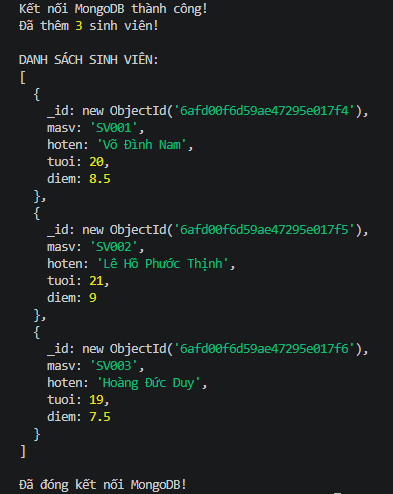 Kết nối MongoDB thành công!
Đã thêm 3 sinh viên!
DANH SÁCH SINH VIÊN:
[
{
_id: new ObjectId('6afd00f6d59ae47295e017f4'),
masv: 'SV001',
hoten: 'Võ Đình Nam',
tuoi: 20,
diem: 8.5
},
{
_id: new ObjectId('6afd00f6d59ae47295e017f5'),
masv: 'SV002',
hoten: 'Lê Hồ Phước Thịnh',
tuoi: 21,
diem: 9
},
{
_id: new ObjectId('6afd00f6d59ae47295e017f6'),
masv: 'SV003',
hoten: 'Hoàng Đức Duy',
tuoi: 19,
diem: 7.5
}
]
Đã đóng kết nối MongoDB!